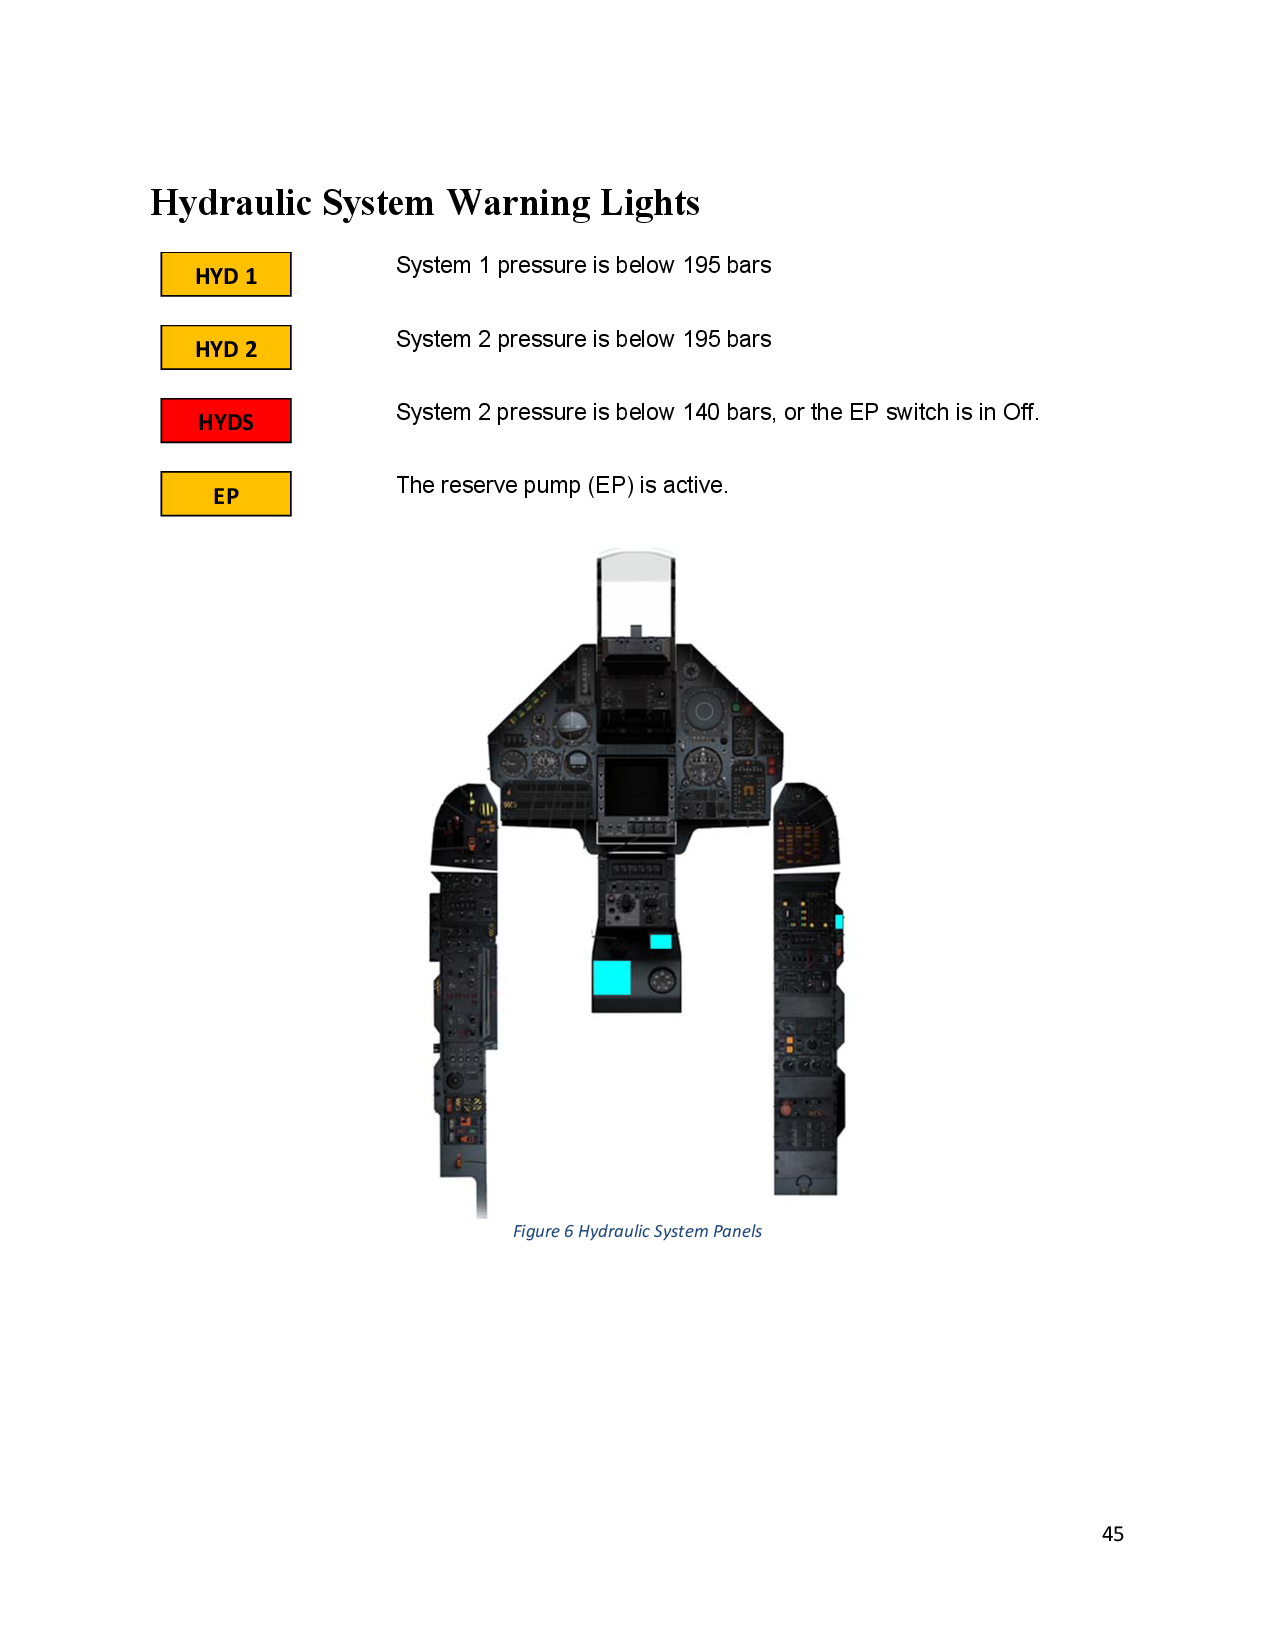 Hydraulic System Warning Lights
HYD 1 System 1 pressure is below 195 bars
HYD 2 System 2 pressure is below 195 bars
HYDS System 2 pressure is below 140 bars, or the EP switch is in Off.
EP The reserve pump (EP) is active.
Figure 6 Hydraulic System Panels
45